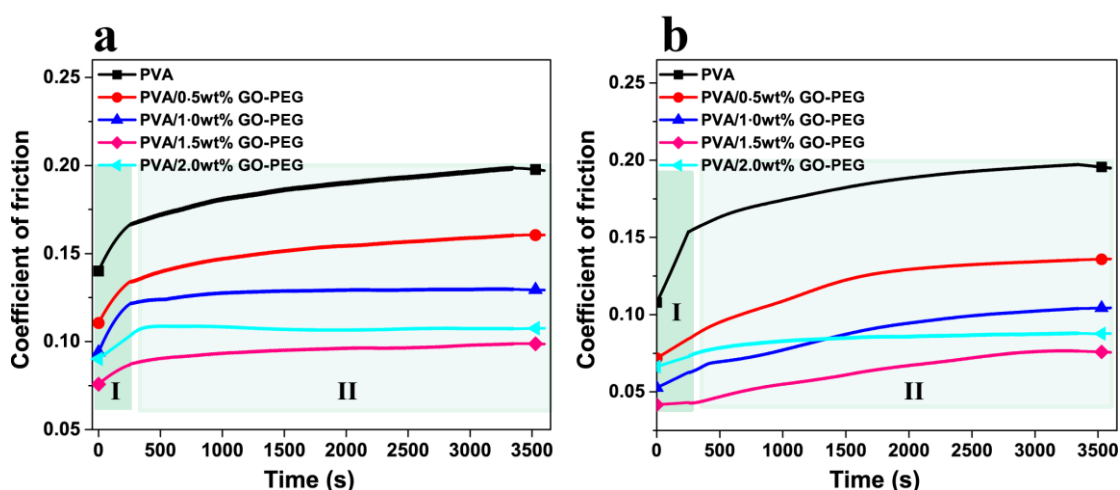 a
PVA
PVA/0·5wt% GO-PEG
PVA/1·0wt% GO-PEG
PVA/1.5wt% GO-PEG
PVA/2.0wt% GO-PEG
Coefficient of friction
0.25
0.20
0.15
0.10
0.05
I
II
0 500 1000 1500 2000 2500 3000 3500
Time (s)
b
PVA
PVA/0·5wt% GO-PEG
PVA/1·0wt% GO-PEG
PVA/1.5wt% GO-PEG
PVA/2.0wt% GO-PEG
Coefficient of friction
0.25
0.20
0.15
0.10
0.05
I
II
0 500 1000 1500 2000 2500 3000 3500
Time (s)